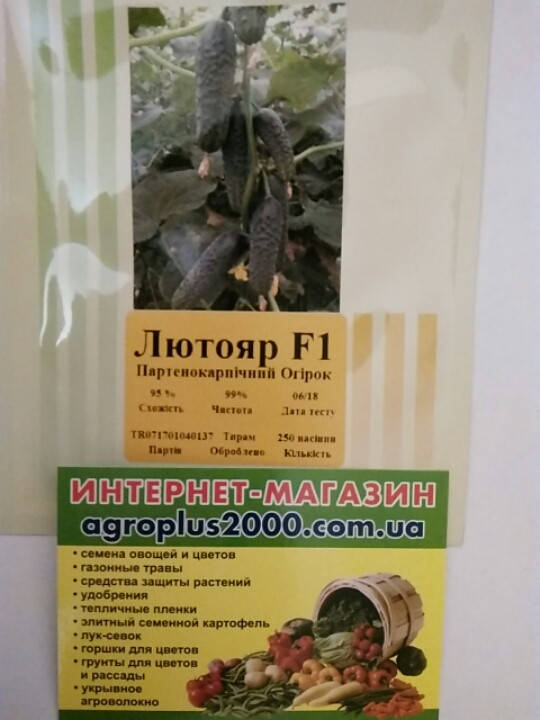 Лютояр F1
Партенокарпічний Огірок
95 % 99% 06/18
Схожість Чистота Дата тесту
TR071701040137 Тирам 250 насінин
Партія Оброблено Кількість
ИНТЕРНЕТ-МАГАЗИН
agroplus2000.com.ua
• семена овощей и цветов
• газонные травы
• средства защиты растений
• удобрения
• тепличные пленки
• элитный семенной картофель
• лук-севок
• горшки для цветов
• грунты для цветов
и рассады
• укрывное
агроволокно